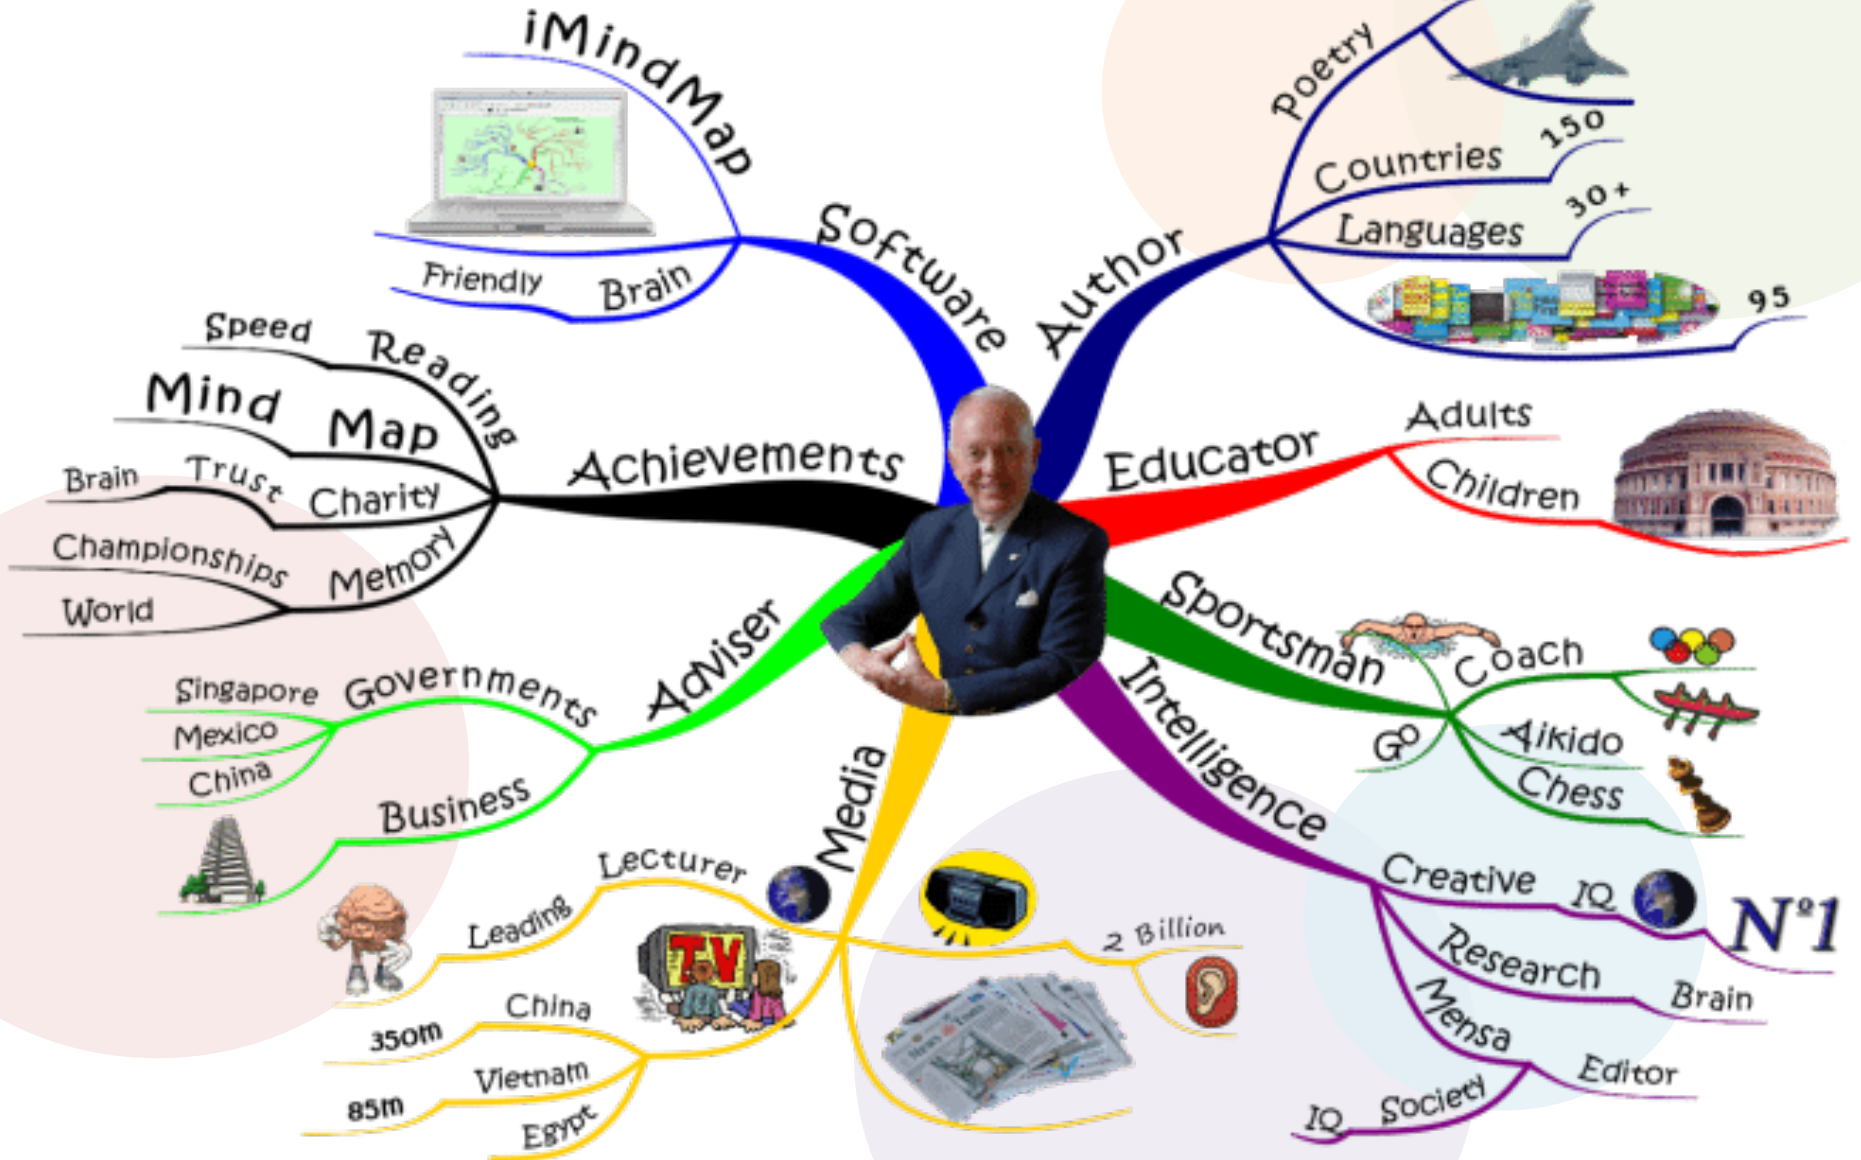 iMindMap
Software
Brain
Friendly
Author
Poetry
Countries
150
Languages
30+
95
Educator
Adults
Children
Sportsman
Coach
Aikido
Chess
Go
Intelligence
Creative
IQ
Nº1
Research
Brain
Mensa
Editor
Society
IQ
Media
2 Billion
Lecturer
Leading
TV
China
350m
Vietnam
85m
Egypt
Adviser
Governments
Singapore
Mexico
China
Business
Achievements
Reading
Speed
Map
Mind
Charity
Trust
Brain
Memory
Championships
World